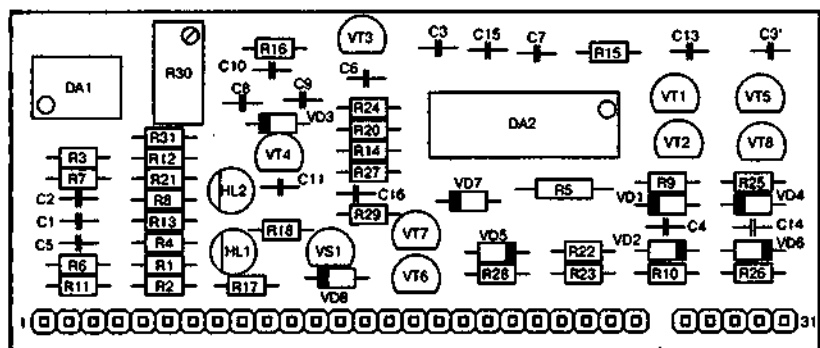 VT3 C3 C15 C7 R15 C13 C3'
R16
C10
DA1 R30 C6
C8 C9 VT1 VT5
VD3 R24
R20 DA2
R31 VT4 R14 VT2 VT8
R3 R12 R27
R7 R21 C11 R9 R25
C2 R8 HL2 C16 VD7 R5 VD1 VD4
C1 R13 R29
C5 R4 R18 VT7 C4 C14
HL1 VS1 VD5 R22 VD2 VD6
R6 R1 VT6
R11 R2 R17 VD8 R28 R23 R10 R26
1 31